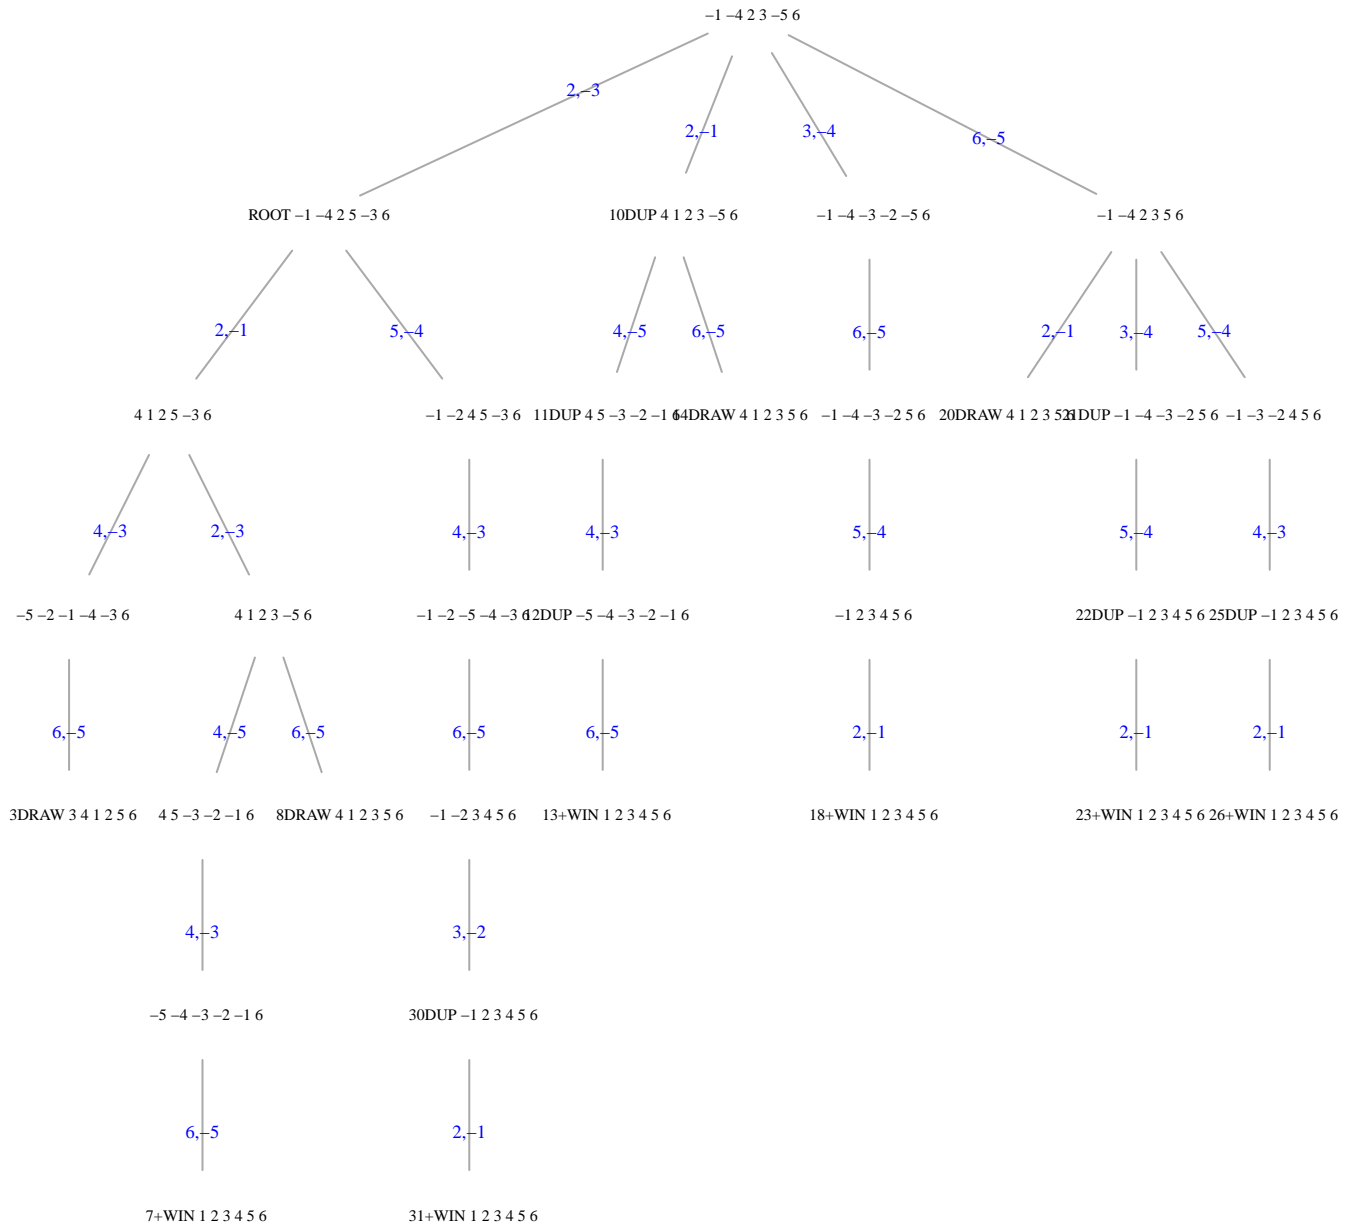 −1 −4 2 3 −5 6
2,−3
2,−1
3,−4
6,−5
ROOT −1 −4 2 5 −3 6
10DUP 4 1 2 3 −5 6
−1 −4 −3 −2 −5 6
−1 −4 2 3 5 6
2,−1
5,−4
4,−5
6,−5
6,−5
2,−1
3,−4
5,−4
4 1 2 5 −3 6
−1 −2 4 5 −3 6
11DUP 4 5 −3 −2 −1 6
14DRAW 4 1 2 3 5 6
−1 −4 −3 −2 5 6
20DRAW 4 1 2 3 5 6
21DUP −1 −4 −3 −2 5 6
−1 −3 −2 4 5 6
4,−3
2,−3
4,−3
4,−3
5,−4
5,−4
4,−3
−5 −2 −1 −4 −3 6
4 1 2 3 −5 6
−1 −2 −5 −4 −3 6
12DUP −5 −4 −3 −2 −1 6
−1 2 3 4 5 6
22DUP −1 2 3 4 5 6
25DUP −1 2 3 4 5 6
6,−5
4,−5
6,−5
6,−5
6,−5
2,−1
2,−1
2,−1
3DRAW 3 4 1 2 5 6
4 5 −3 −2 −1 6
8DRAW 4 1 2 3 5 6
−1 −2 3 4 5 6
13+WIN 1 2 3 4 5 6
18+WIN 1 2 3 4 5 6
23+WIN 1 2 3 4 5 6
26+WIN 1 2 3 4 5 6
4,−3
3,−2
−5 −4 −3 −2 −1 6
30DUP −1 2 3 4 5 6
6,−5
2,−1
7+WIN 1 2 3 4 5 6
31+WIN 1 2 3 4 5 6